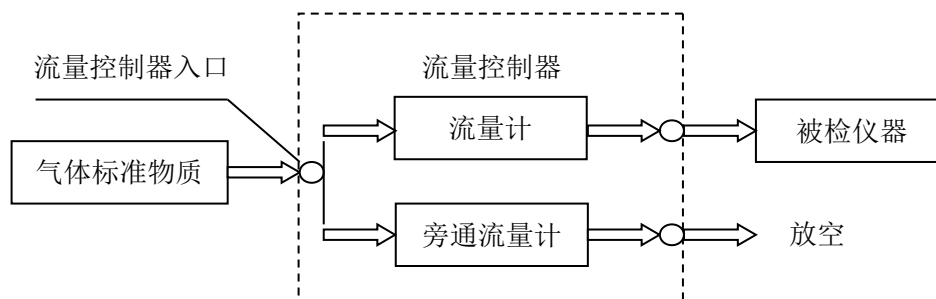 流量控制器入口
流量控制器
流量计
被检仪器
气体标准物质
旁通流量计
放空